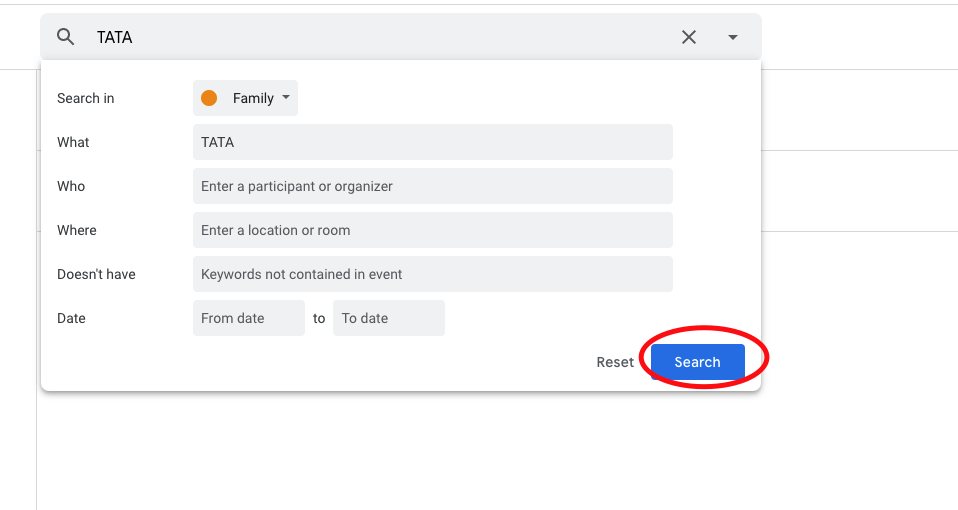 TATA
Search in Family
What TATA
Who Enter a participant or organizer
Where Enter a location or room
Doesn't have Keywords not contained in event
Date From date to To date
Reset Search